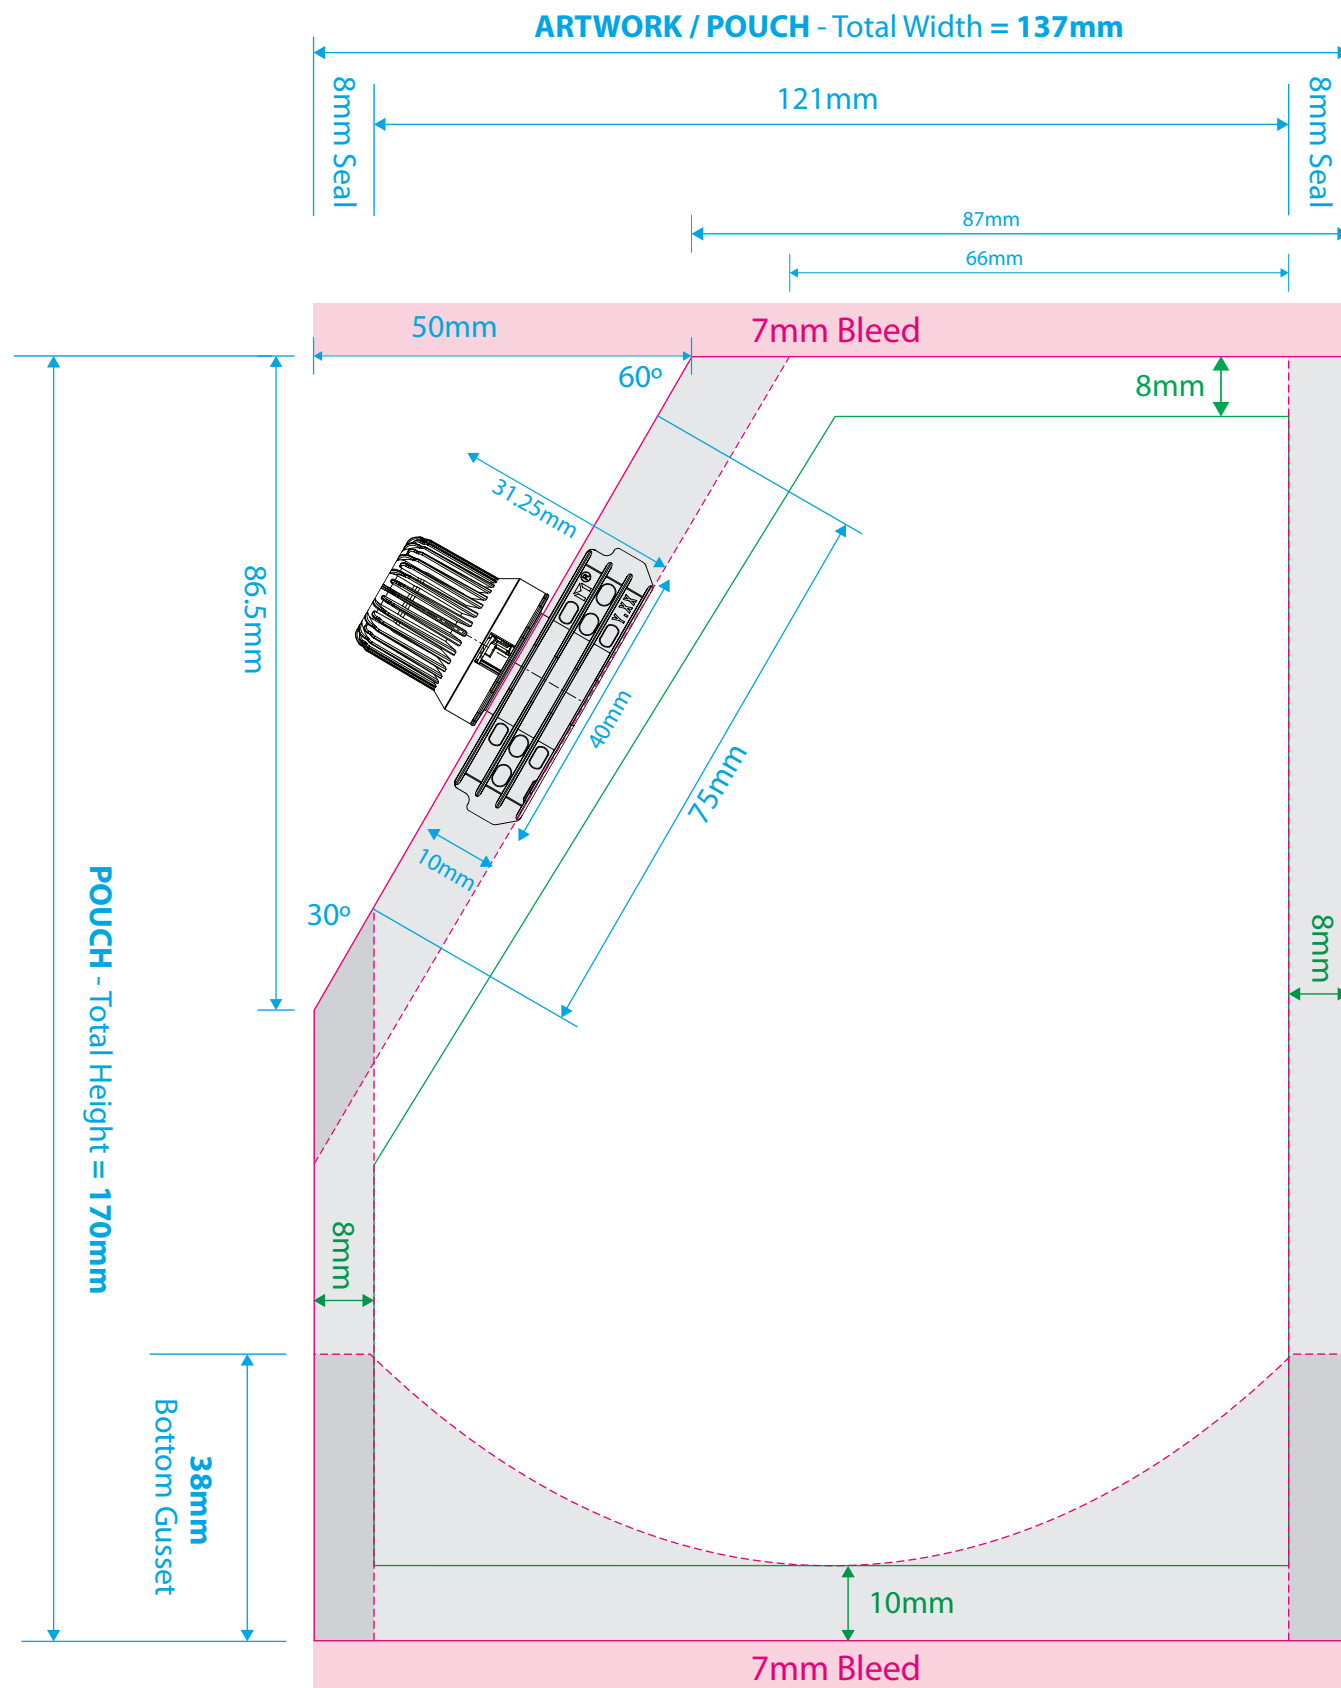 ARTWORK / POUCH - Total Width = 137mm
8mm Seal
121mm
8mm Seal
87mm
66mm
7mm Bleed
50mm
60º
8mm
31.25mm
86.5mm
40mm
75mm
10mm
30º
POUCH - Total Height = 170mm
8mm
8mm
38mm
Bottom Gusset
10mm
7mm Bleed